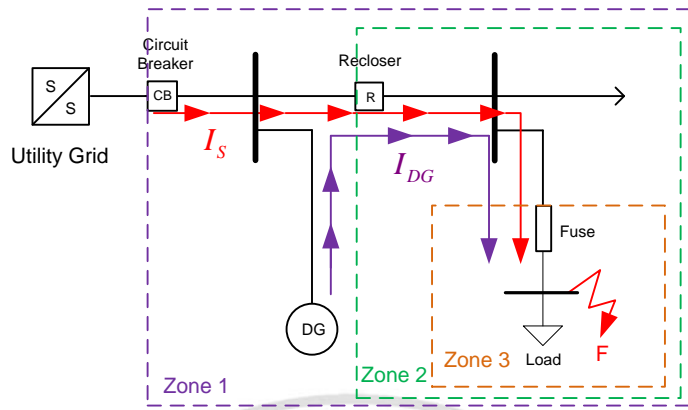 Circuit
Breaker
Recloser
S
S
CB
R
Utility Grid
I_S
I_DG
Fuse
DG
Load
F
Zone 1
Zone 2
Zone 3